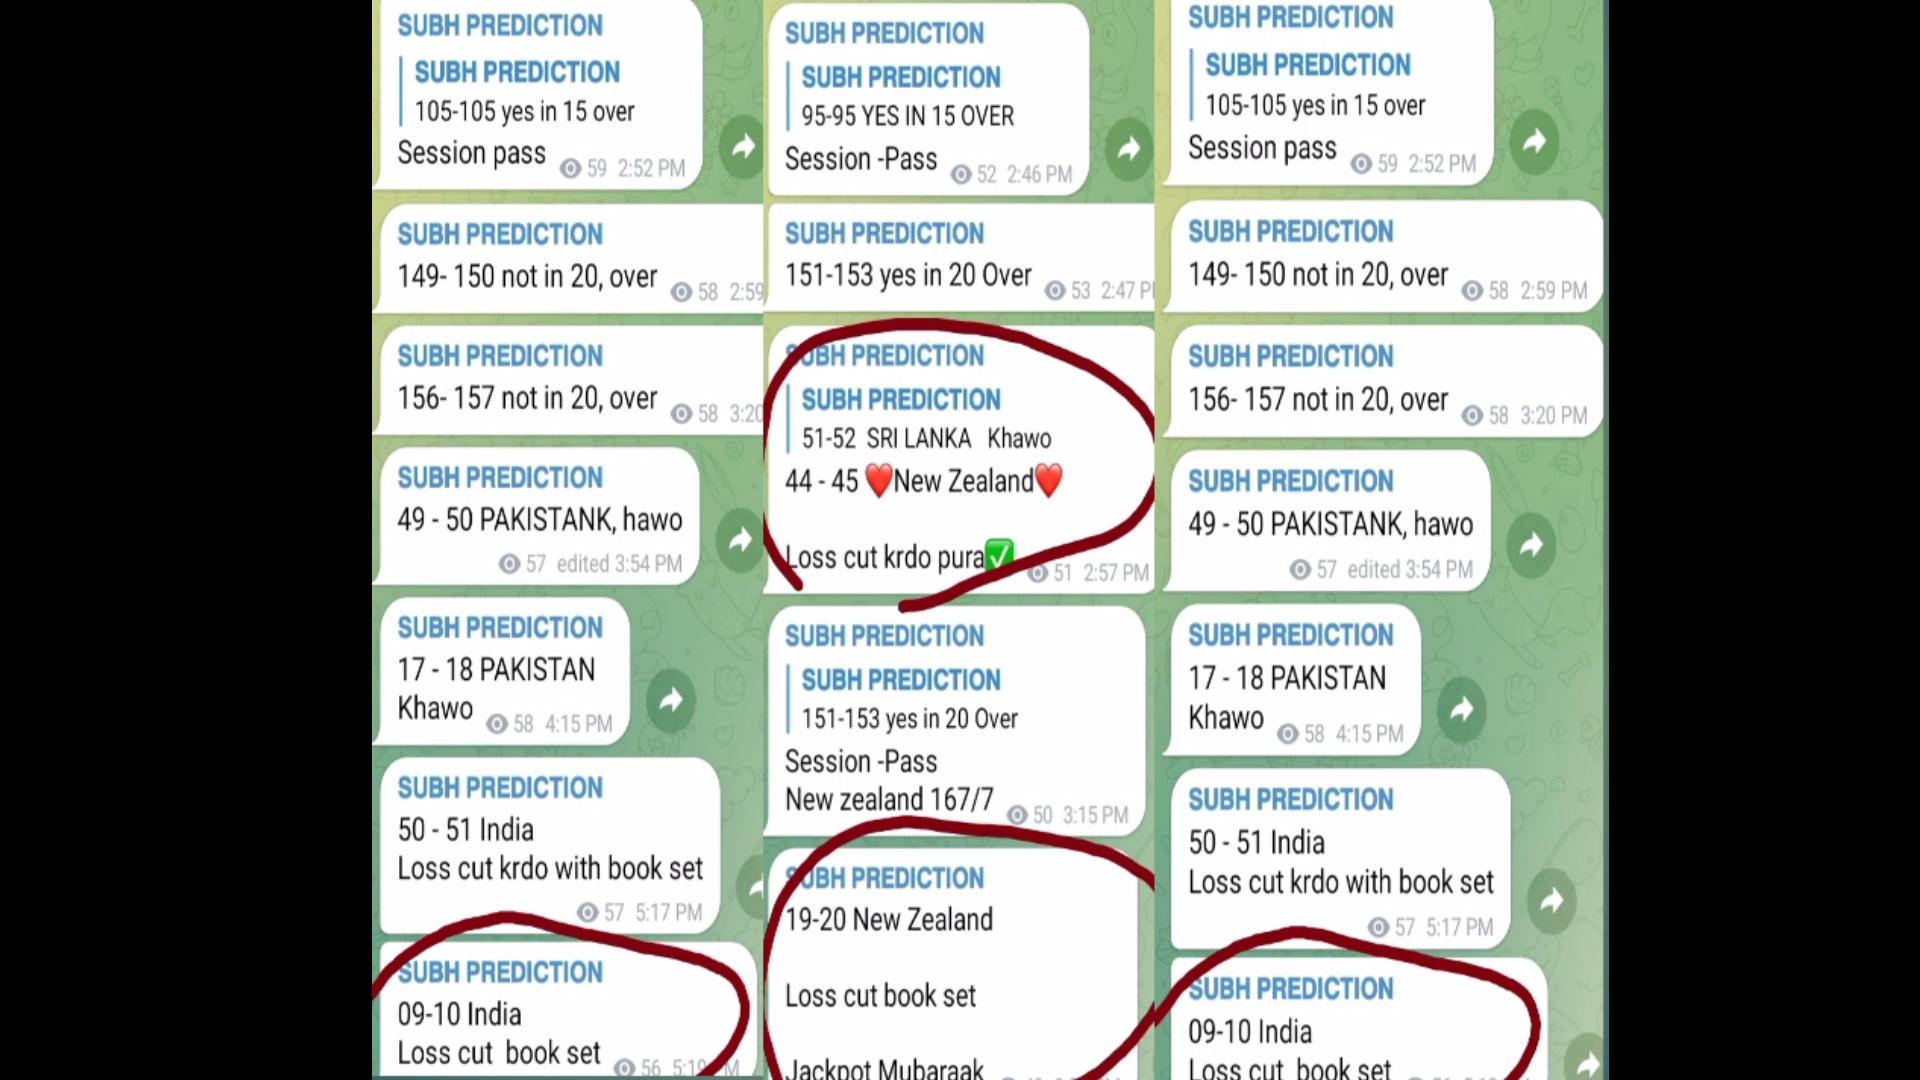 SUBH PREDICTION
SUBH PREDICTION
105-105 yes in 15 over
Session pass
59 2:52 PM
SUBH PREDICTION
149- 150 not in 20, over
58 2:59
SUBH PREDICTION
156- 157 not in 20, over
58 3:20
SUBH PREDICTION
49 - 50 PAKISTANK, hawo
57 edited 3:54 PM
SUBH PREDICTION
17 - 18 PAKISTAN
Khawo
58 4:15 PM
SUBH PREDICTION
50 - 51 India
Loss cut krdo with book set
57 5:17 PM
SUBH PREDICTION
09-10 India
Loss cut book set
56
SUBH PREDICTION
SUBH PREDICTION
95-95 YES IN 15 OVER
Session -Pass
52 2:46 PM
SUBH PREDICTION
151-153 yes in 20 Over
53 2:47 P
SUBH PREDICTION
SUBH PREDICTION
51-52 SRI LANKA Khawo
44 - 45 ❤️New Zealand❤️
Loss cut krdo pura✅
51 2:57 PM
SUBH PREDICTION
SUBH PREDICTION
151-153 yes in 20 Over
Session -Pass
New zealand 167/7
50 3:15 PM
SUBH PREDICTION
19-20 New Zealand
Loss cut book set
Jackpot Mubaraak
SUBH PREDICTION
SUBH PREDICTION
105-105 yes in 15 over
Session pass
59 2:52 PM
SUBH PREDICTION
149- 150 not in 20, over
58 2:59 PM
SUBH PREDICTION
156- 157 not in 20, over
58 3:20 PM
SUBH PREDICTION
49 - 50 PAKISTANK, hawo
57 edited 3:54 PM
SUBH PREDICTION
17 - 18 PAKISTAN
Khawo
58 4:15 PM
SUBH PREDICTION
50 - 51 India
Loss cut krdo with book set
57 5:17 PM
SUBH PREDICTION
09-10 India
Loss cut book set